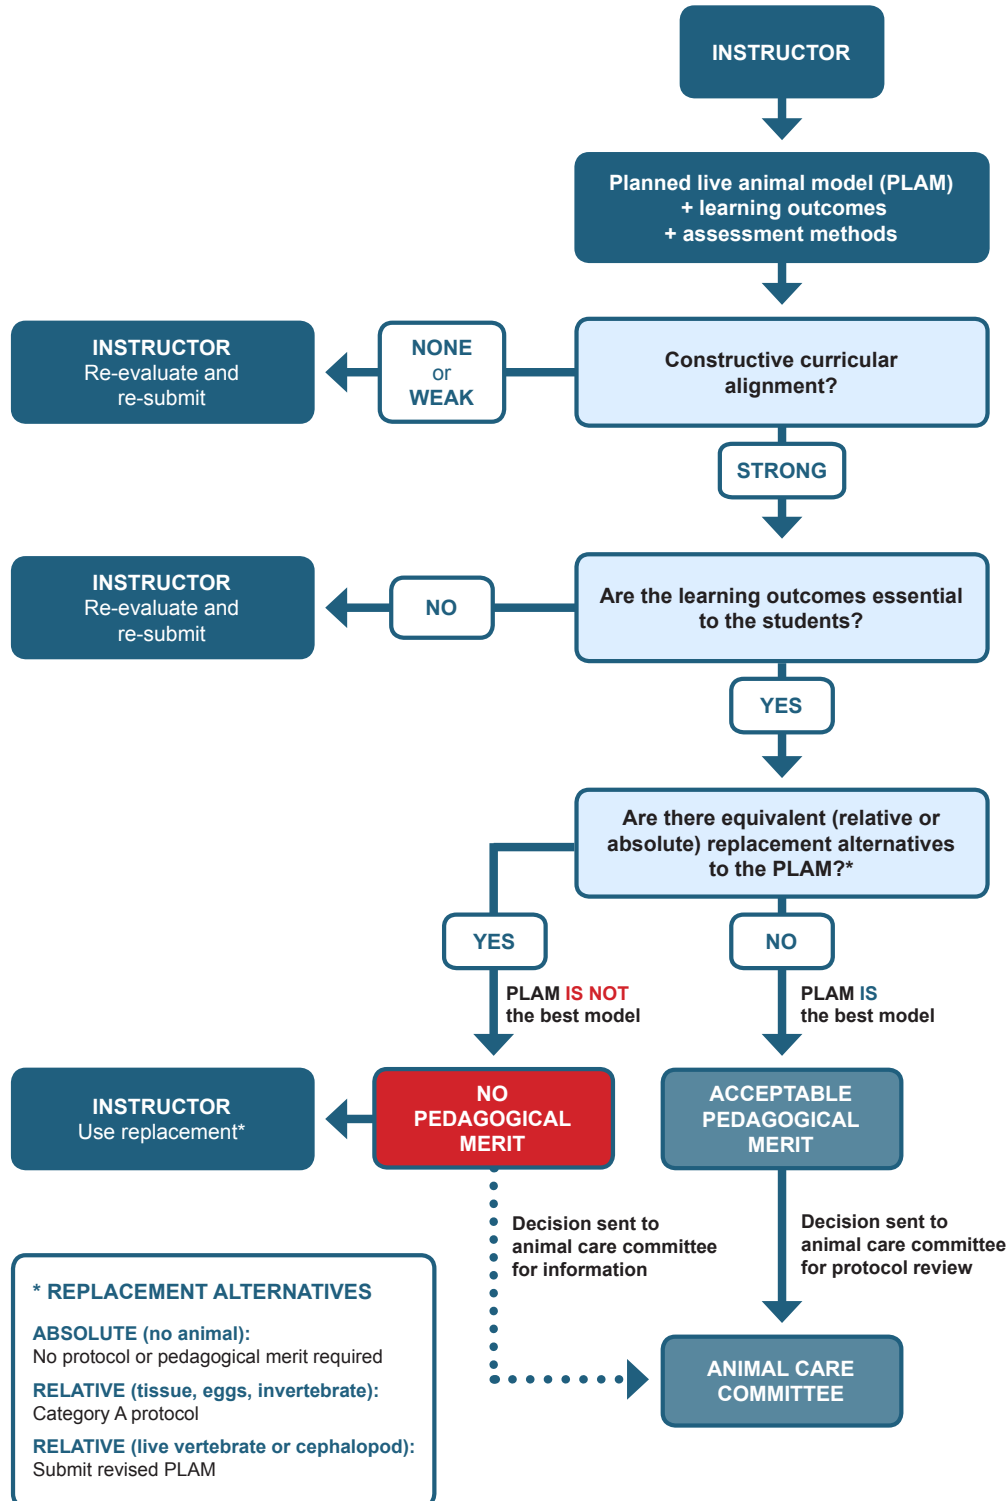 INSTRUCTOR
Planned live animal model (PLAM)
+ learning outcomes
+ assessment methods
Constructive curricular
alignment?
NONE
or
WEAK
INSTRUCTOR
Re-evaluate and
re-submit
STRONG
Are the learning outcomes essential
to the students?
NO
INSTRUCTOR
Re-evaluate and
re-submit
YES
Are there equivalent (relative or
absolute) replacement alternatives
to the PLAM?*
YES
NO
PLAM IS NOT
the best model
PLAM IS
the best model
INSTRUCTOR
Use replacement*
NO
PEDAGOGICAL
MERIT
ACCEPTABLE
PEDAGOGICAL
MERIT
Decision sent to
animal care committee
for information
Decision sent to
animal care committee
for protocol review
ANIMAL CARE
COMMITTEE
* REPLACEMENT ALTERNATIVES
ABSOLUTE (no animal):
No protocol or pedagogical merit required
RELATIVE (tissue, eggs, invertebrate):
Category A protocol
RELATIVE (live vertebrate or cephalopod):
Submit revised PLAM